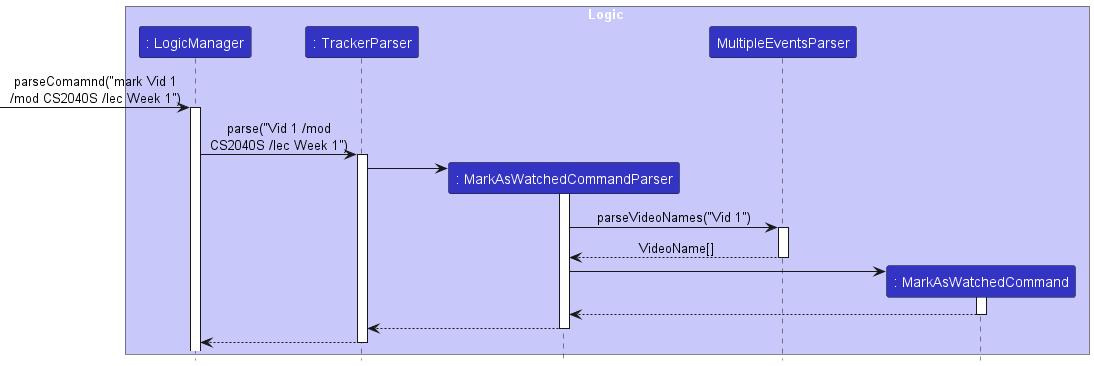 Logic
: LogicManager
: TrackerParser
MultipleEventsParser
parseComamnd("mark Vid 1
/mod CS2040S /lec Week 1")
parse("Vid 1 /mod
CS2040S /lec Week 1")
: MarkAsWatchedCommandParser
parseVideoNames("Vid 1")
VideoName[]
: MarkAsWatchedCommand